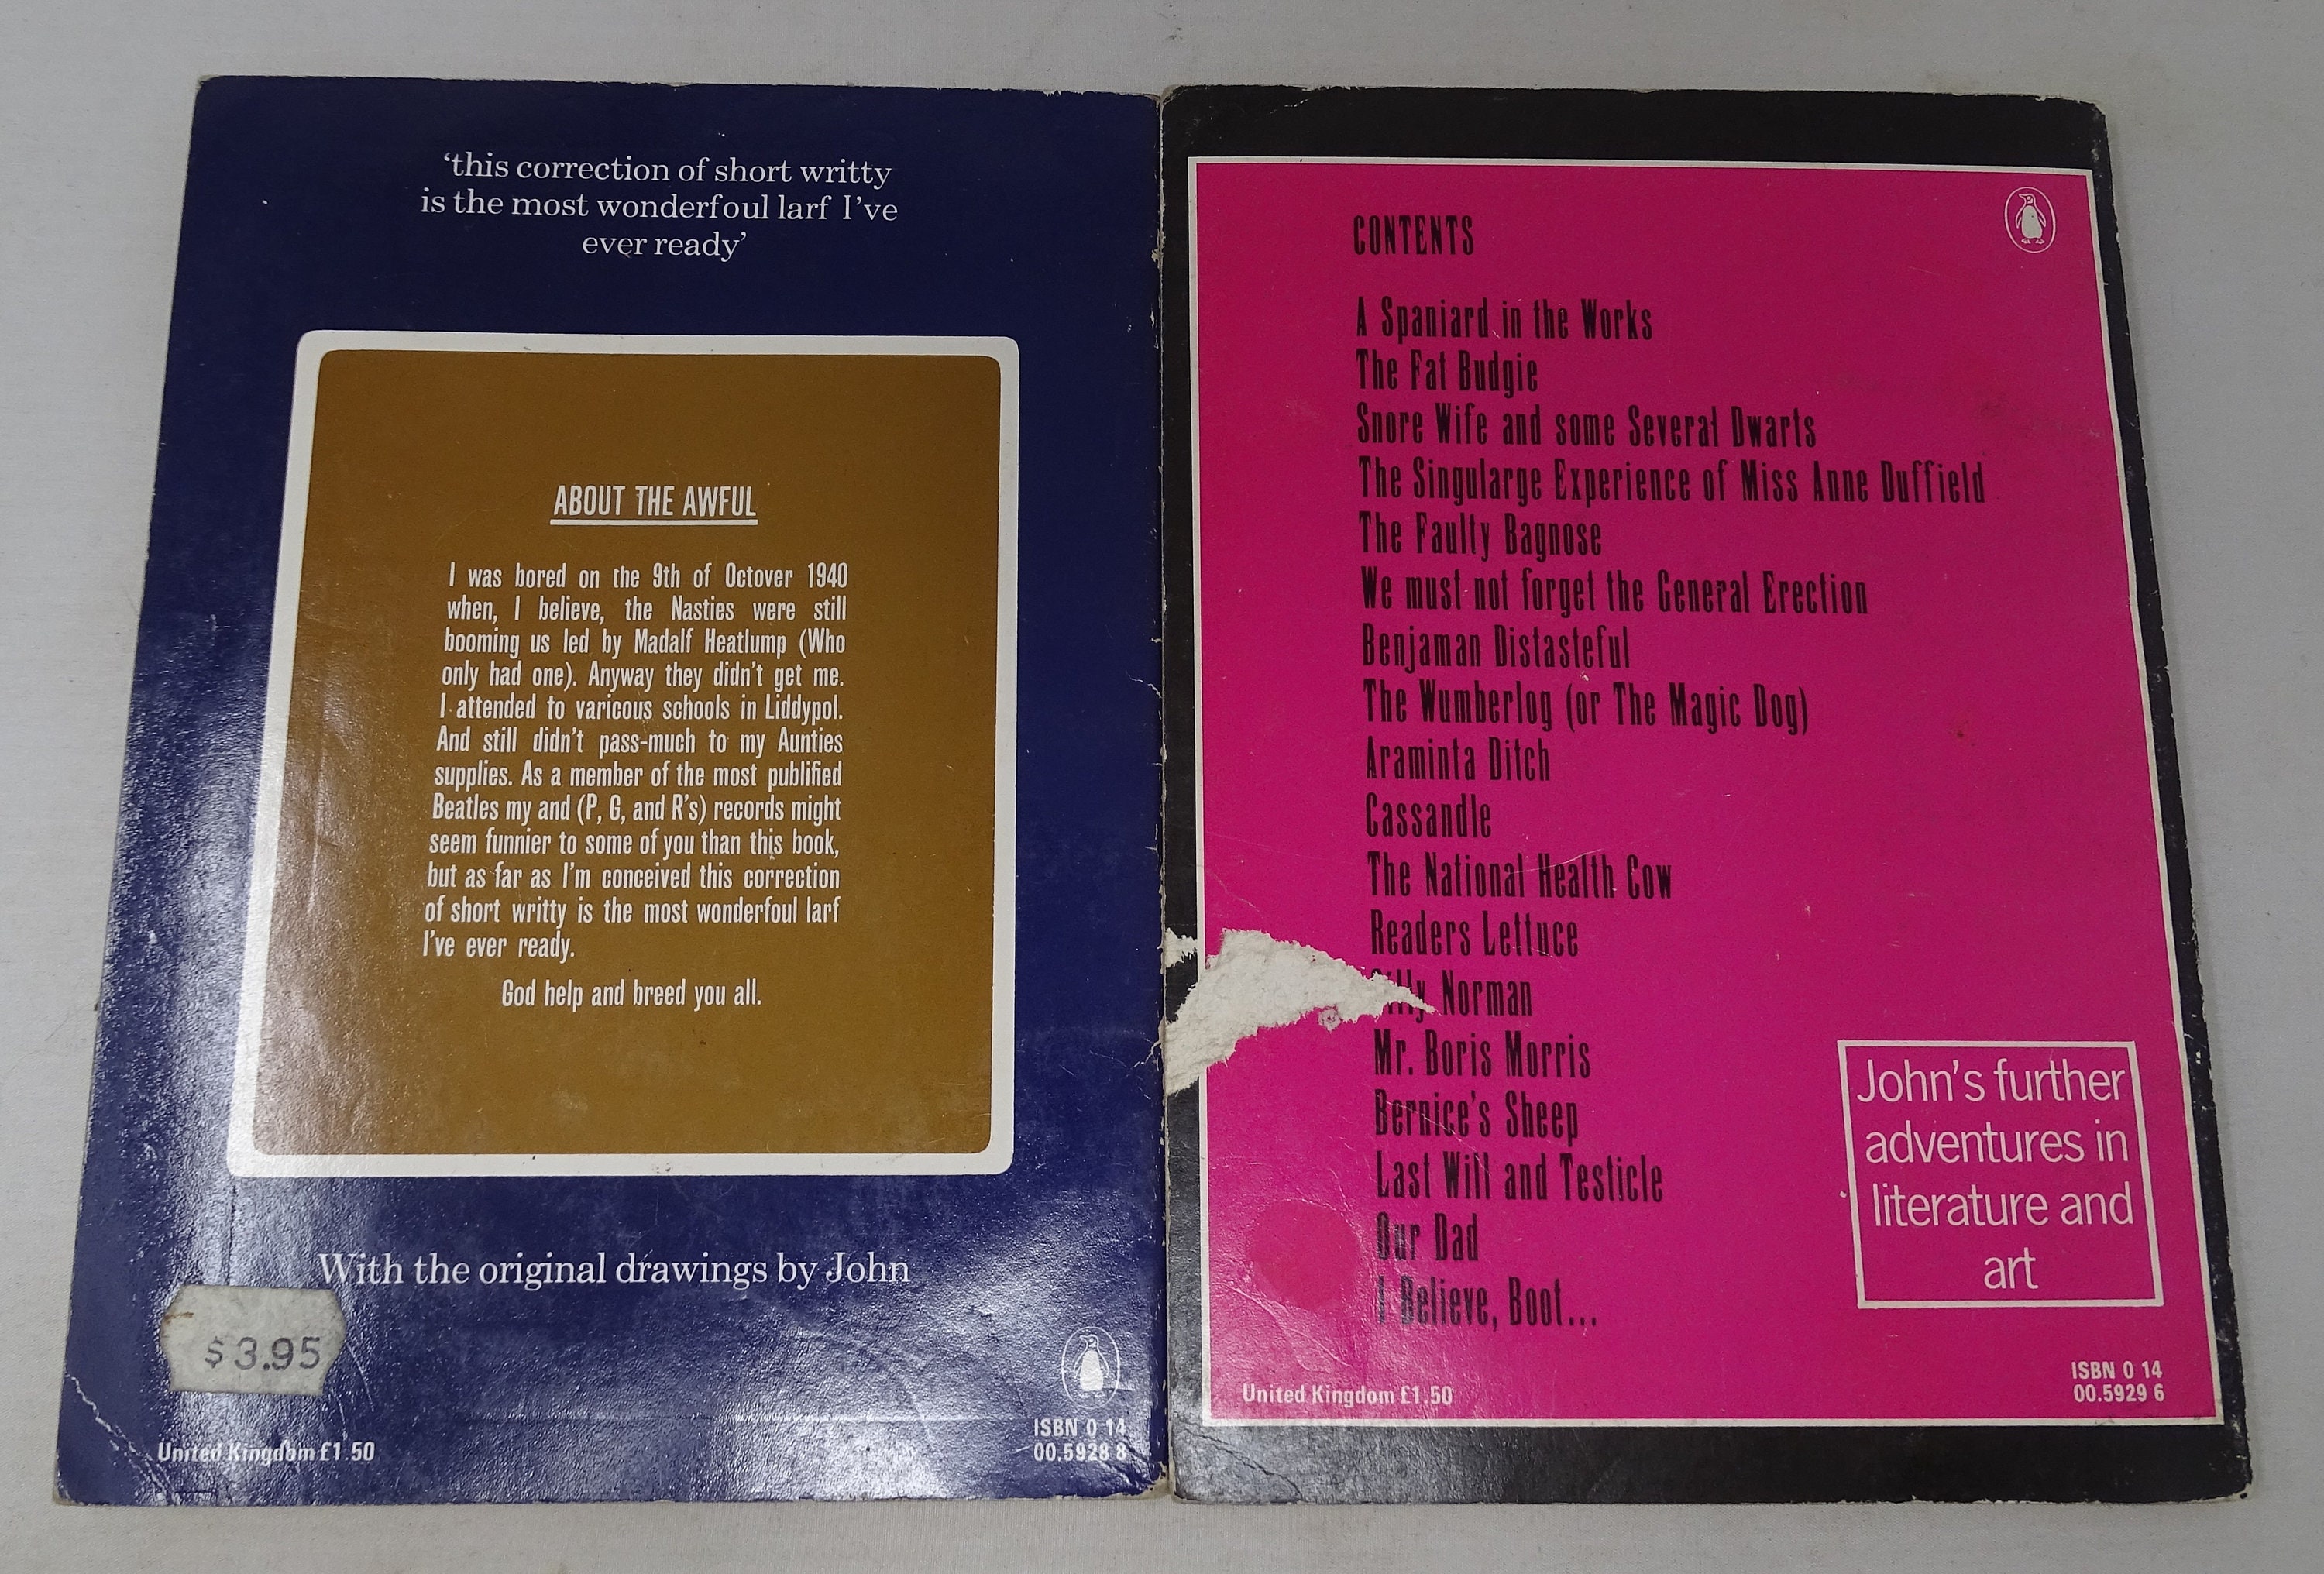 ‘this correction of short writty
is the most wonderfoul larf I’ve
ever ready’
ABOUT THE AWFUL
I was bored on the 9th of Octover 1940
when, I believe, the Nasties were still
booming us led by Madalf Heatlump (Who
only had one). Anyway they didn’t get me.
I attended to varicous schools in Liddypol.
And still didn’t pass-much to my Aunties
supplies. As a member of the most publified
Beatles my and (P, G, and R’s) records might
seem funnier to some of you than this book,
but as far as I’m conceived this correction
of short writty is the most wonderfoul larf
I’ve ever ready.
God help and breed you all.
With the original drawings by John
$3.95
United Kingdom £1.50
ISBN 0 14
00.5928 8
CONTENTS
A Spaniard in the Works
The Fat Budgie
Snore Wife and some Several Dwarts
The Singularge Experience of Miss Anne Duffield
The Faulty Bagnose
We must not forget the General Erection
Benjaman Distasteful
The Wumberlog (or The Magic Dog)
Araminta Ditch
Cassandle
The National Health Cow
Readers Lettuce
Norman
Mr. Boris Morris
Bernice’s Sheep
Last Will and Testicle
Our Dad
I Believe, Boot...
John’s further
adventures in
literature and
art
United Kingdom £1.50
ISBN 0 14
00.5929 6